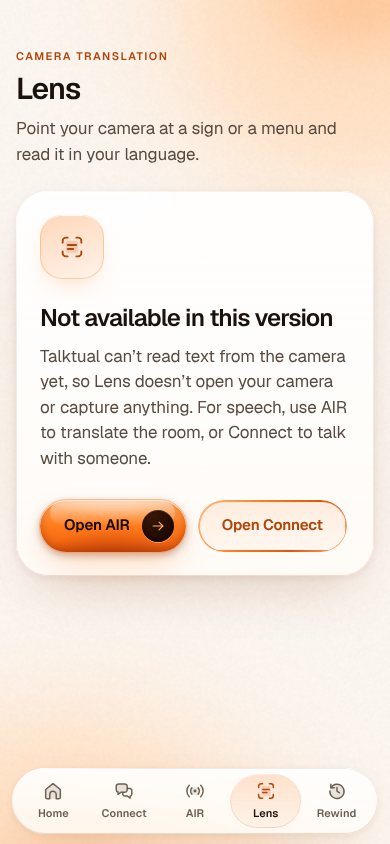 CAMERA TRANSLATION
Lens
Point your camera at a sign or a menu and
read it in your language.
Not available in this version
Talktual can’t read text from the camera
yet, so Lens doesn’t open your camera
or capture anything. For speech, use AIR
to translate the room, or Connect to talk
with someone.
Open AIR
Open Connect
Home
Connect
AIR
Lens
Rewind